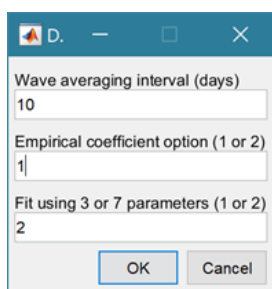 D.
Wave averaging interval (days)
10
Empirical coefficient option (1 or 2)
1
Fit using 3 or 7 parameters (1 or 2)
2
OK Cancel